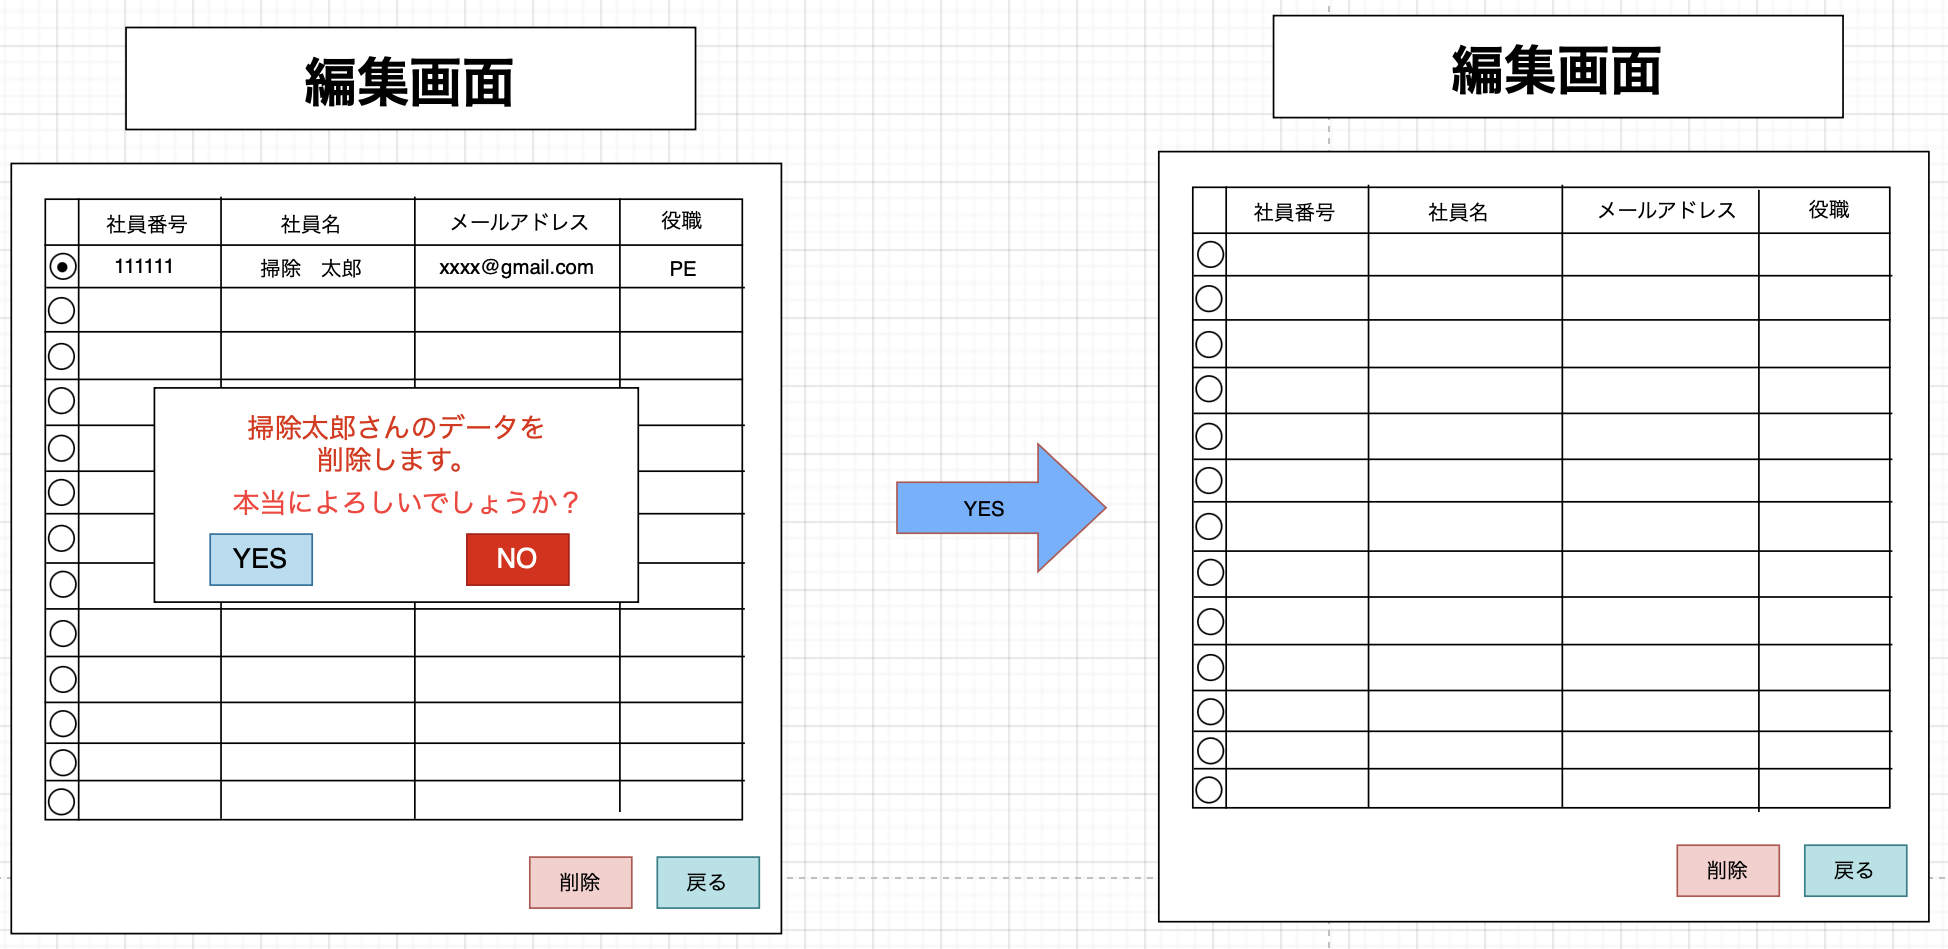 編集画面
社員番号 社員名 メールアドレス 役職
111111 掃除 太郎 xxxx@gmail.com PE
掃除太郎さんのデータを
削除します。
本当によろしいでしょうか？
YES NO
削除 戻る
YES
編集画面
社員番号 社員名 メールアドレス 役職
削除 戻る